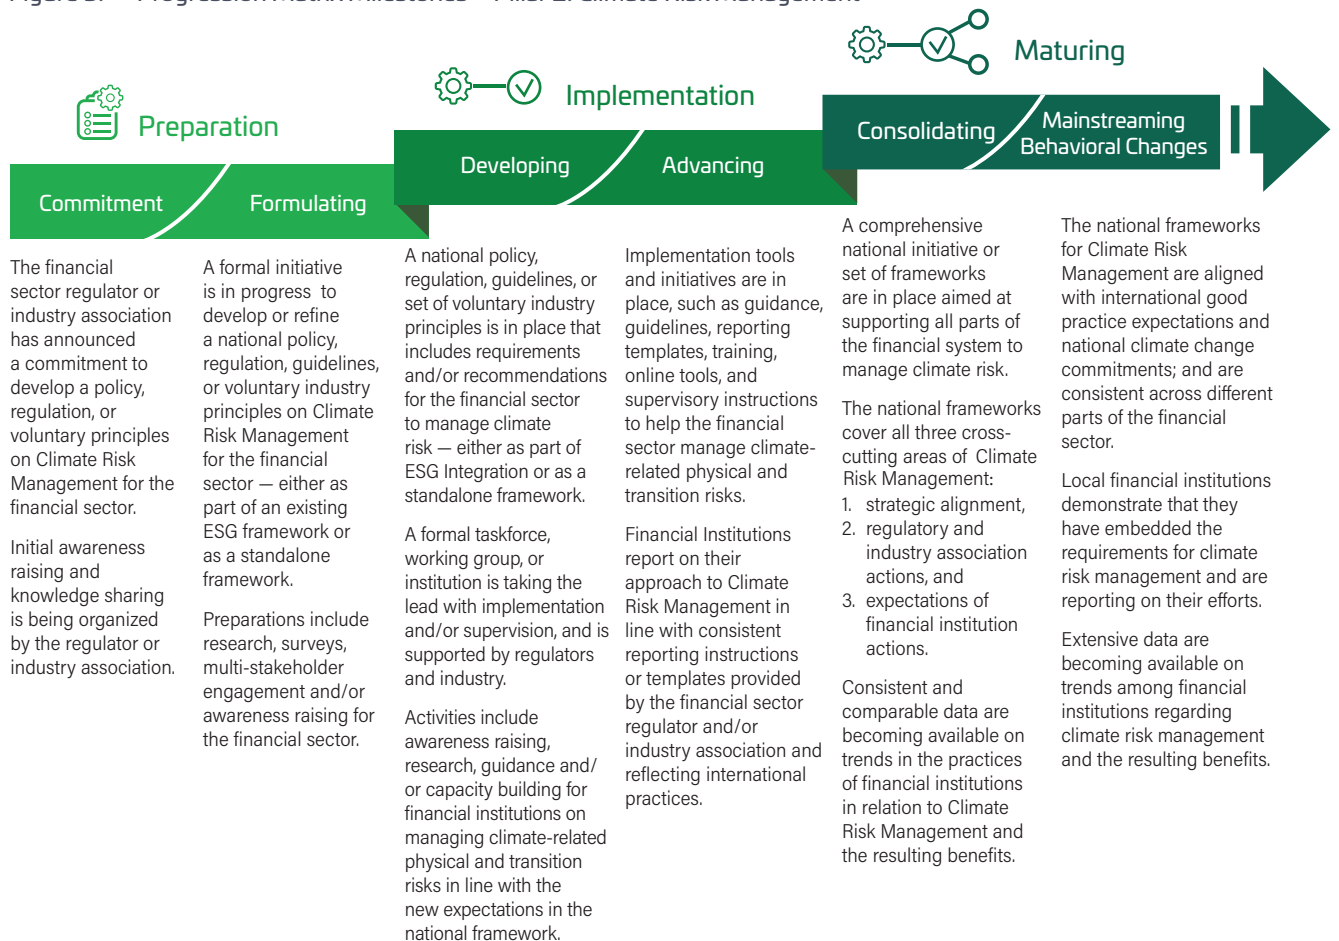 Preparation
Commitment
Formulating
The financial
sector regulator or
industry association
has announced
a commitment to
develop a policy,
regulation, or
voluntary principles
on Climate Risk
Management for the
financial sector.
Initial awareness
raising and
knowledge sharing
is being organized
by the regulator or
industry association.
A formal initiative
is in progress to
develop or refine
a national policy,
regulation, guidelines,
or voluntary industry
principles on Climate
Risk Management
for the financial
sector — either as
part of an existing
ESG framework or
as a standalone
framework.
Preparations include
research, surveys,
multi-stakeholder
engagement and/or
awareness raising for
the financial sector.
Implementation
Developing
Advancing
A national policy,
regulation, guidelines, or
set of voluntary industry
principles is in place that
includes requirements
and/or recommendations
for the financial sector
to manage climate
risk — either as part of
ESG Integration or as a
standalone framework.
A formal taskforce,
working group, or
institution is taking the
lead with implementation
and/or supervision, and is
supported by regulators
and industry.
Activities include
awareness raising,
research, guidance and/
or capacity building for
financial institutions on
managing climate-related
physical and transition
risks in line with the
new expectations in the
national framework.
Implementation tools
and initiatives are in
place, such as guidance,
guidelines, reporting
templates, training,
online tools, and
supervisory instructions
to help the financial
sector manage climate-
related physical and
transition risks.
Financial Institutions
report on their
approach to Climate
Risk Management in
line with consistent
reporting instructions
or templates provided
by the financial sector
regulator and/or
industry association and
reflecting international
practices.
Maturing
Consolidating
Mainstreaming
Behavioral Changes
A comprehensive
national initiative or
set of frameworks
are in place aimed at
supporting all parts of
the financial system to
manage climate risk.
The national frameworks
cover all three cross-
cutting areas of Climate
Risk Management:
1. strategic alignment,
2. regulatory and
industry association
actions, and
3. expectations of
financial institution
actions.
Consistent and
comparable data are
becoming available on
trends in the practices
of financial institutions
in relation to Climate
Risk Management and
the resulting benefits.
The national frameworks
for Climate Risk
Management are aligned
with international good
practice expectations and
national climate change
commitments; and are
consistent across different
parts of the financial
sector.
Local financial institutions
demonstrate that they
have embedded the
requirements for climate
risk management and are
reporting on their efforts.
Extensive data are
becoming available on
trends among financial
institutions regarding
climate risk management
and the resulting benefits.